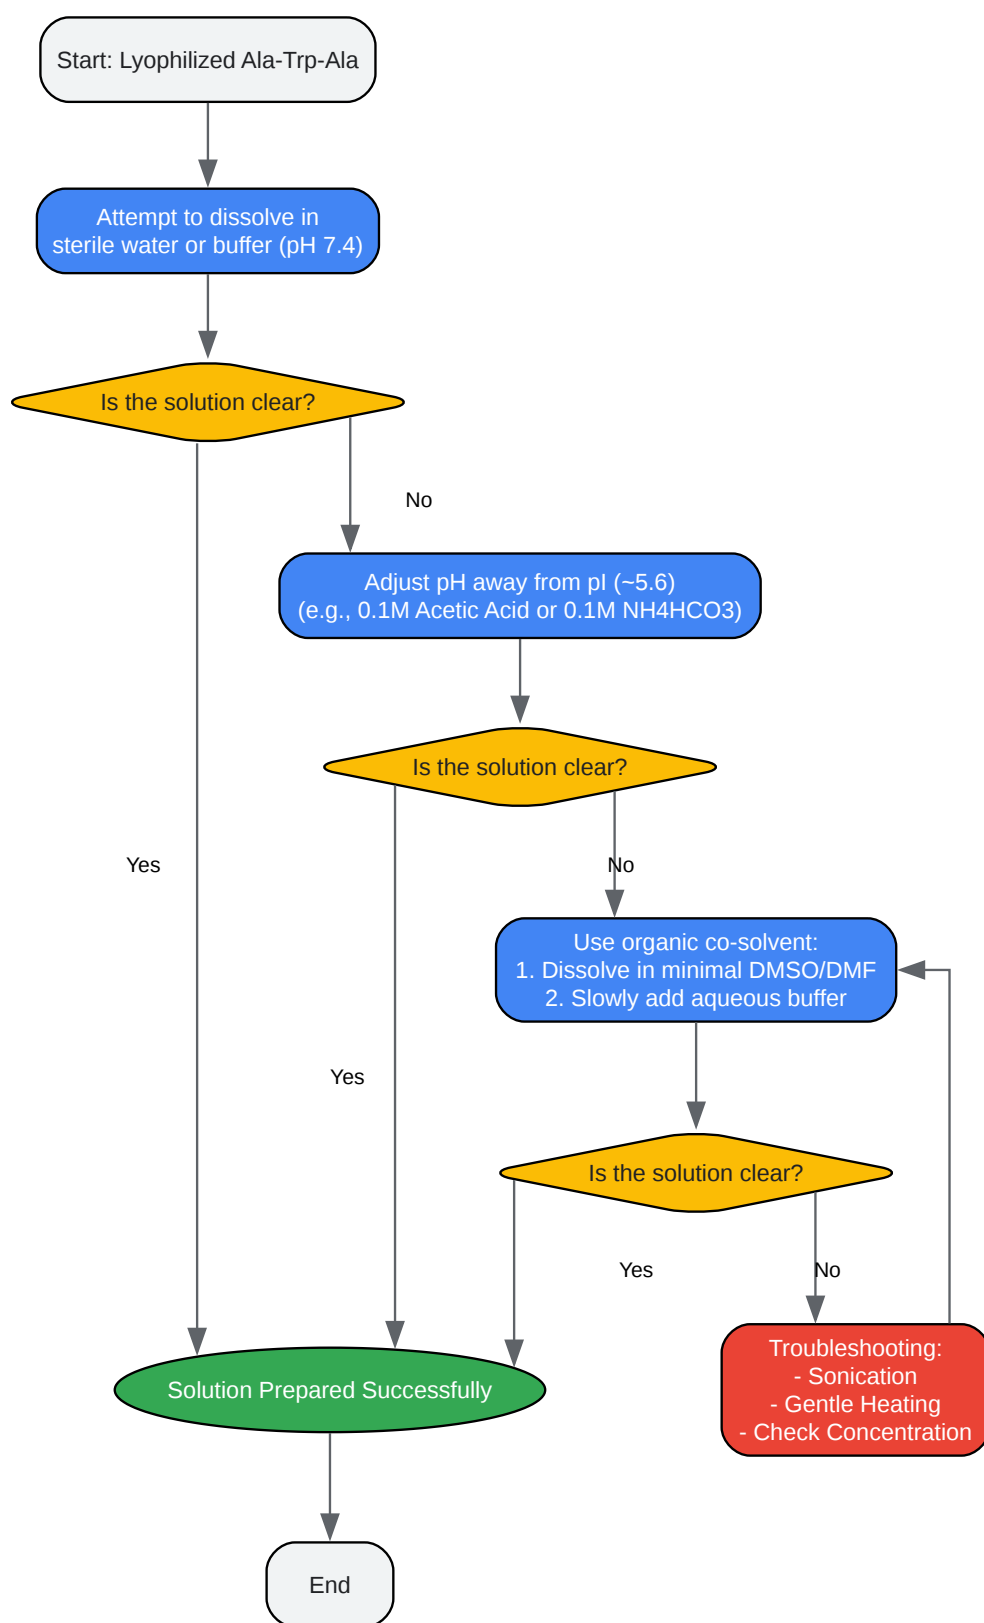 Start: Lyophilized Ala-Trp-Ala
Attempt to dissolve in
sterile water or buffer (pH 7.4)
Is the solution clear?
No
Adjust pH away from pI (~5.6)
(e.g., 0.1M Acetic Acid or 0.1M NH4HCO3)
Is the solution clear?
Yes
No
Use organic co-solvent:
1. Dissolve in minimal DMSO/DMF
2. Slowly add aqueous buffer
Yes
Is the solution clear?
Yes
No
Troubleshooting:
- Sonication
- Gentle Heating
- Check Concentration
Solution Prepared Successfully
End